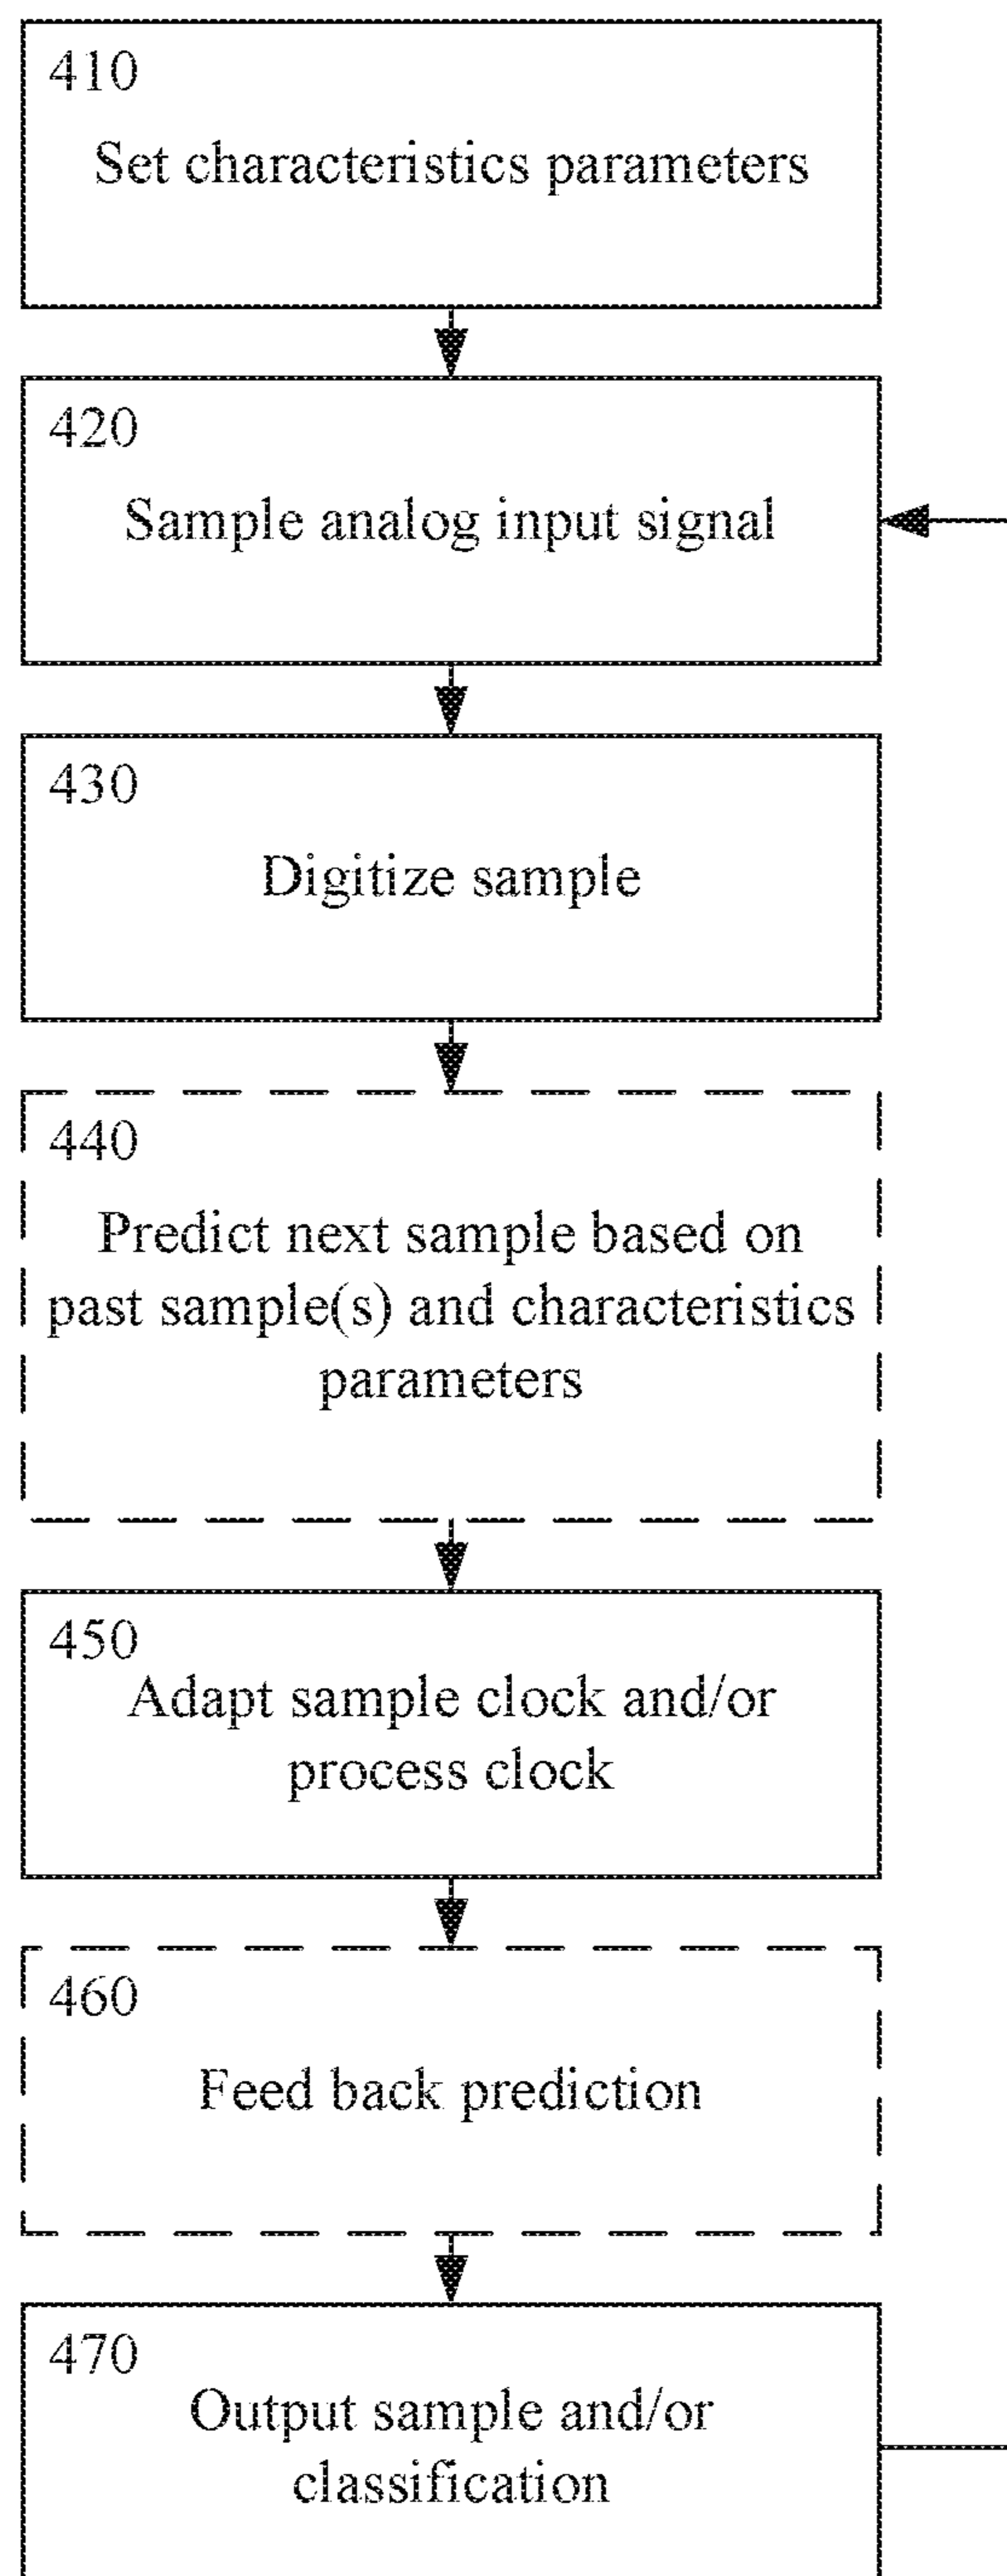 410
Set characteristics parameters
420
Sample analog input signal
430
Digitize sample
440
Predict next sample based on
past sample(s) and characteristics
parameters
450
Adapt sample clock and/or
process clock
460
Feed back prediction
470
Output sample and/or
classification